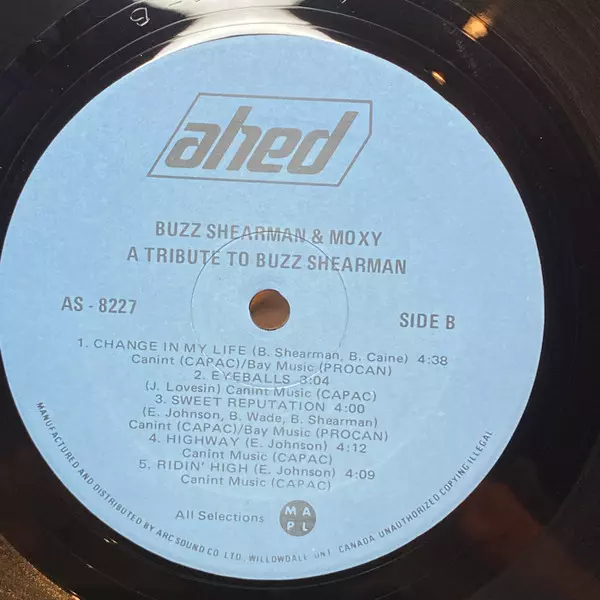 ahed
BUZZ SHEARMAN & MOXY
A TRIBUTE TO BUZZ SHEARMAN
AS - 8227
SIDE B
1. CHANGE IN MY LIFE (B. Shearman, B. Caine) 4:38
Canint (CAPAC)/Bay Music (PROCAN)
2. EYEBALLS 3:04
(J. Lovesin) Canint Music (CAPAC)
3. SWEET REPUTATION 4:00
(E. Johnson, B. Wade, B. Shearman)
Canint (CAPAC)/Bay Music (PROCAN)
4. HIGHWAY (E. Johnson) 4:12
Canint Music (CAPAC)
5. RIDIN' HIGH (E. Johnson) 4:09
Canint Music (CAPAC)
All Selections
M A
P L
MANUFACTURED AND DISTRIBUTED BY ARC SOUND CO. LTD., WILLOWDALE ONT. CANADA UNAUTHORIZED COPYING ILLEGAL